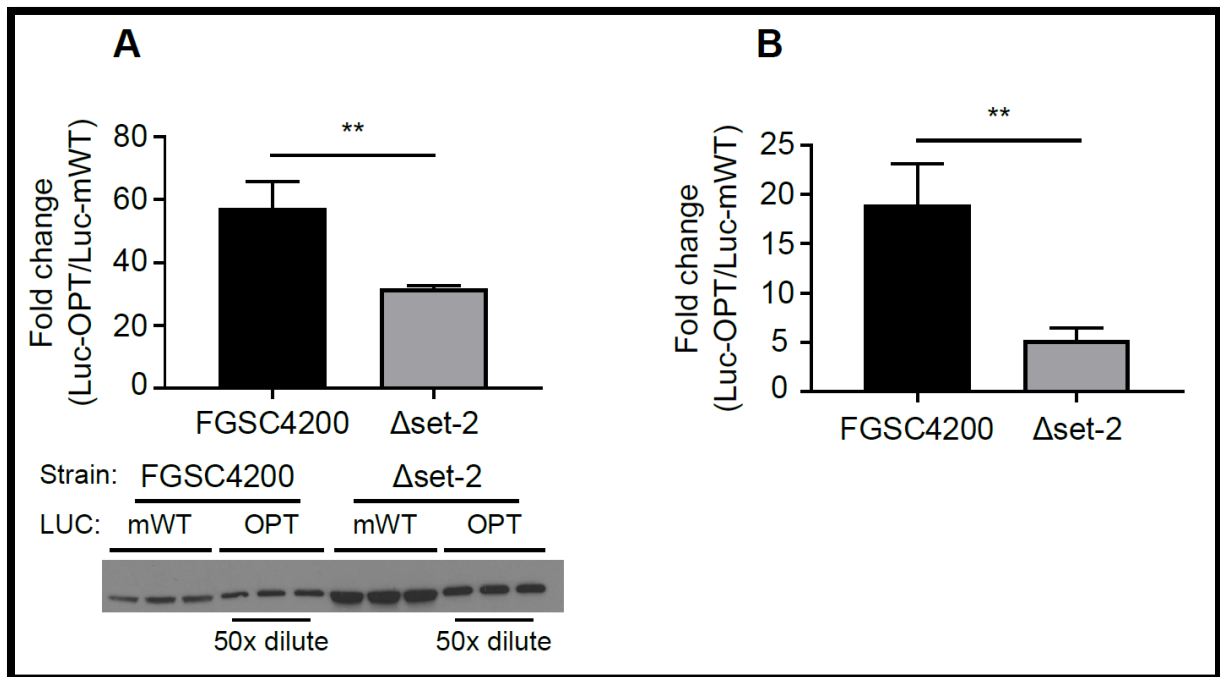 A
Fold change
(Luc-OPT/Luc-mWT)
80
60
40
20
0
**
FGSC4200 Δset-2
Strain: FGSC4200 Δset-2
LUC: mWT OPT mWT OPT
50x dilute 50x dilute
B
Fold change
(Luc-OPT/Luc-mWT)
25
20
15
10
5
0
**
FGSC4200 Δset-2